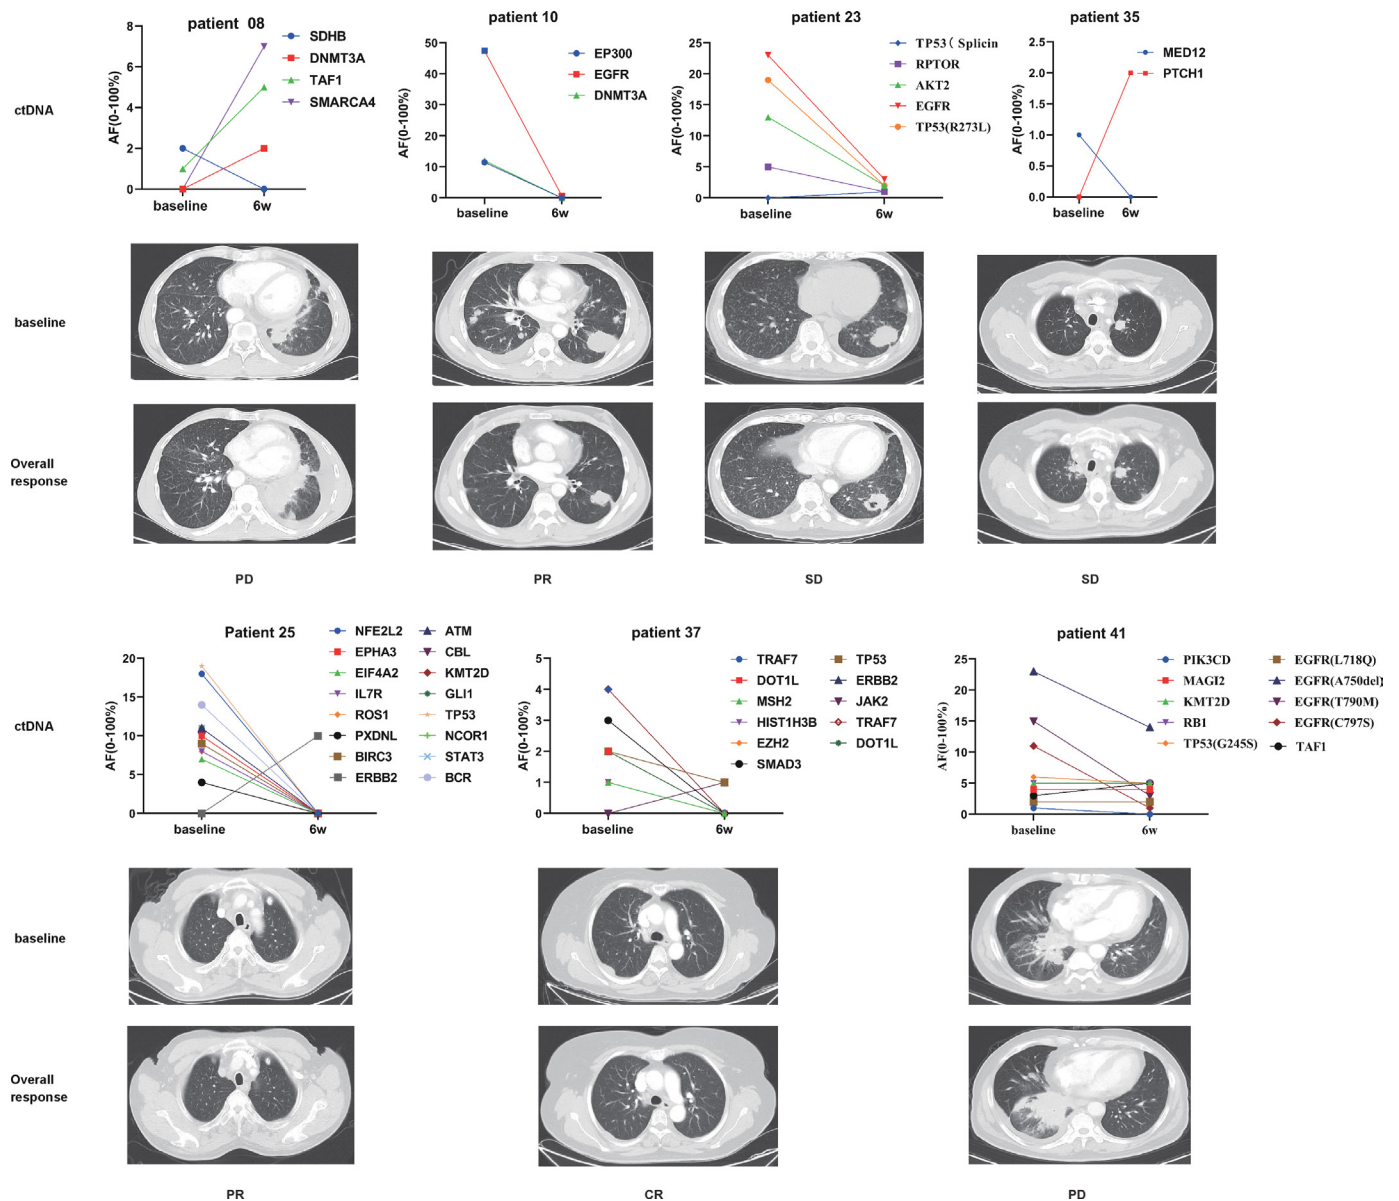 patient 08
patient 10
patient 23
patient 35
ctDNA
AF(0-100%)
8
6
4
2
0
baseline
6w
SDHB
DNMT3A
TAF1
SMARCA4
AF(0-100%)
50
40
30
20
10
0
baseline
6w
EP300
EGFR
DNMT3A
AF(0-100%)
25
20
15
10
5
0
baseline
6w
TP53( Splicin
RPTOR
AKT2
EGFR
TP53(R273L)
AF(0-100%)
2.5
2.0
1.5
1.0
0.5
0.0
baseline
6w
MED12
PTCH1
baseline
Overall
response
PD
PR
SD
SD
Patient 25
patient 37
patient 41
ctDNA
AF(0-100%)
20
15
10
5
0
baseline
6w
NFE2L2
EPHA3
EIF4A2
IL7R
ROS1
PXDNL
BIRC3
ERBB2
ATM
CBL
KMT2D
GLI1
TP53
NCOR1
STAT3
BCR
AF(0-100%)
5
4
3
2
1
0
baseline
6w
TRAF7
DOT1L
MSH2
HIST1H3B
EZH2
SMAD3
TP53
ERBB2
JAK2
TRAF7
DOT1L
AF(0-100%)
25
20
15
10
5
0
baseline
6w
PIK3CD
MAGI2
KMT2D
RB1
TP53(G245S)
EGFR(L718Q)
EGFR(A750del)
EGFR(T790M)
EGFR(C797S)
TAF1
baseline
Overall
response
PR
CR
PD